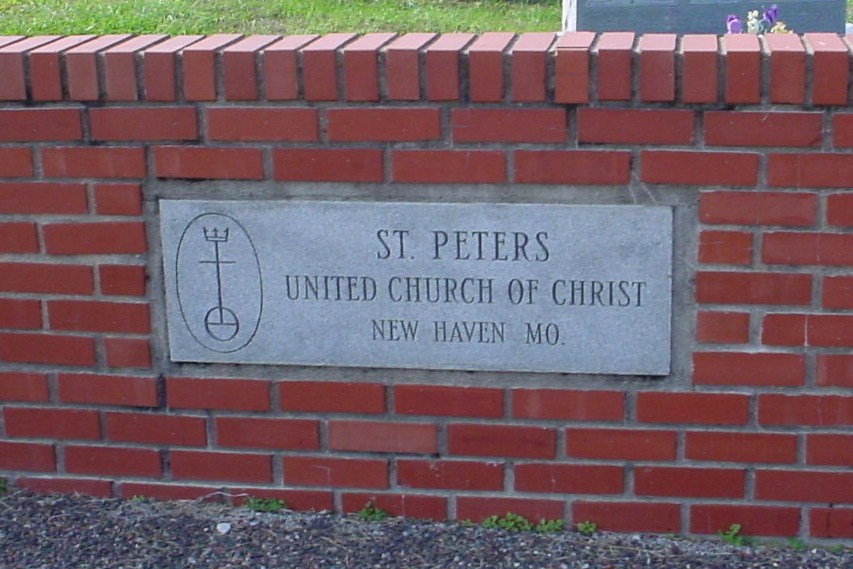 ST. PETERS
UNITED CHURCH OF CHRIST
NEW HAVEN MO.